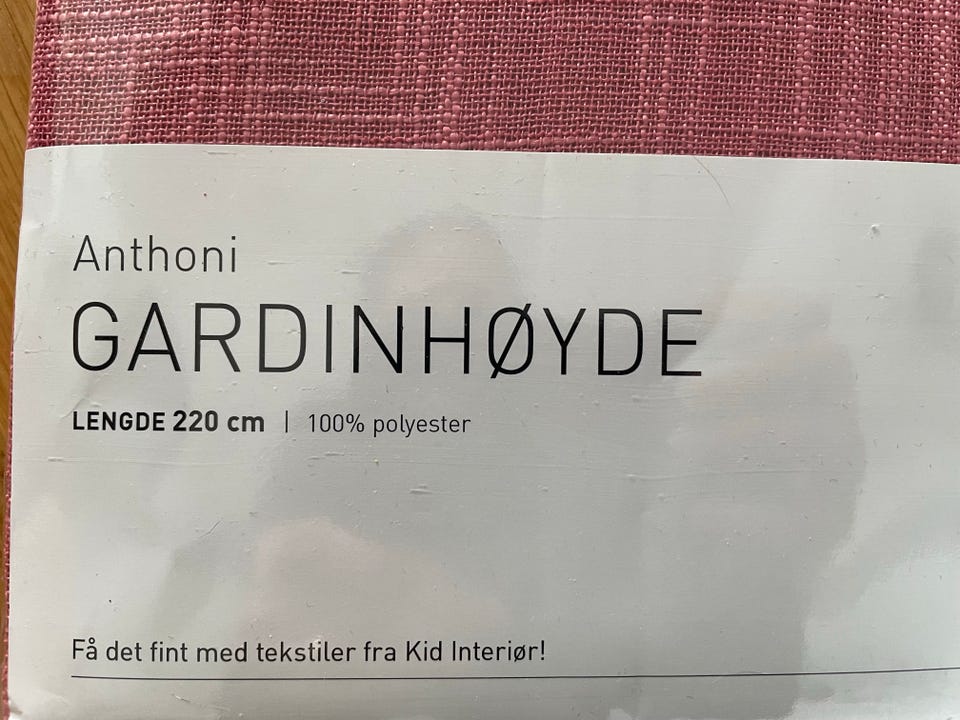 Anthoni
GARDINHØYDE
LENGDE 220 cm | 100% polyester
Få det fint med tekstiler fra Kid Interiør!